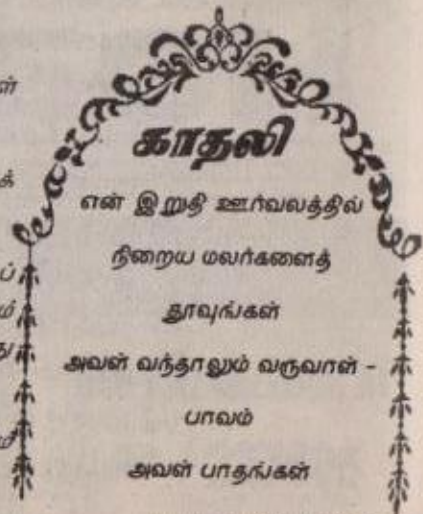 காதலி
என் இறுதி ஊர்வலத்தில்
நிறைய மலர்களைத்
தூவுங்கள்
அவள் வந்தாலும் வருவாள் -
பாவம்
அவள் பாதங்கள்